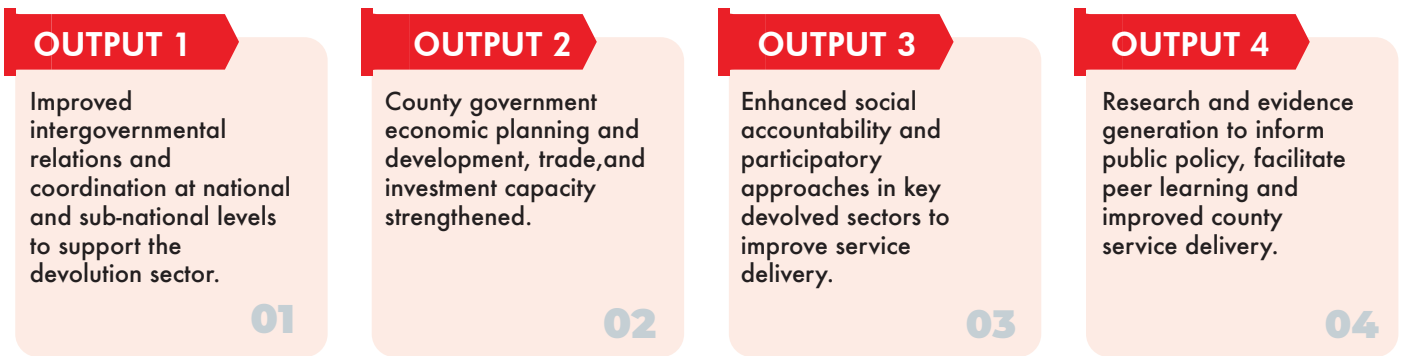 OUTPUT 1
Improved
intergovernmental
relations and
coordination at national
and sub-national levels
to support the
devolution sector.
01
OUTPUT 2
County government
economic planning and
development, trade,and
investment capacity
strengthened.
02
OUTPUT 3
Enhanced social
accountability and
participatory
approaches in key
devolved sectors to
improve service
delivery.
03
OUTPUT 4
Research and evidence
generation to inform
public policy, facilitate
peer learning and
improved county
service delivery.
04